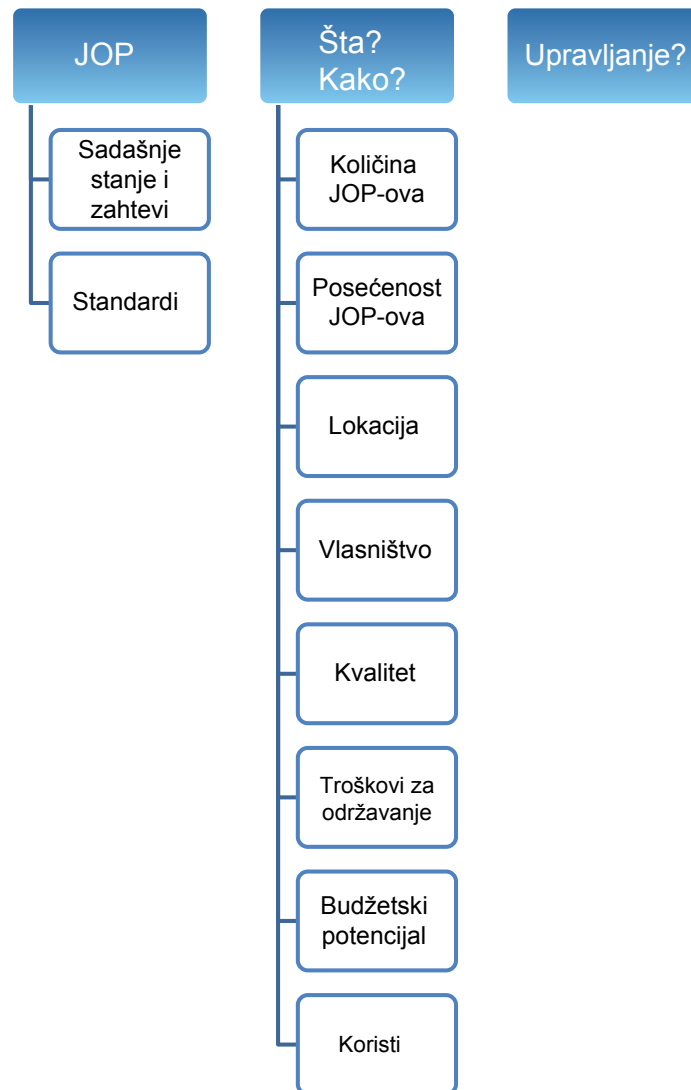 JOP
Sadašnje
stanje i
zahtevi
Standardi
Šta?
Kako?
Količina
JOP-ova
Posećenost
JOP-ova
Lokacija
Vlasništvo
Kvalitet
Troškovi za
održavanje
Budžetski
potencijal
Koristi
Upravljanje?